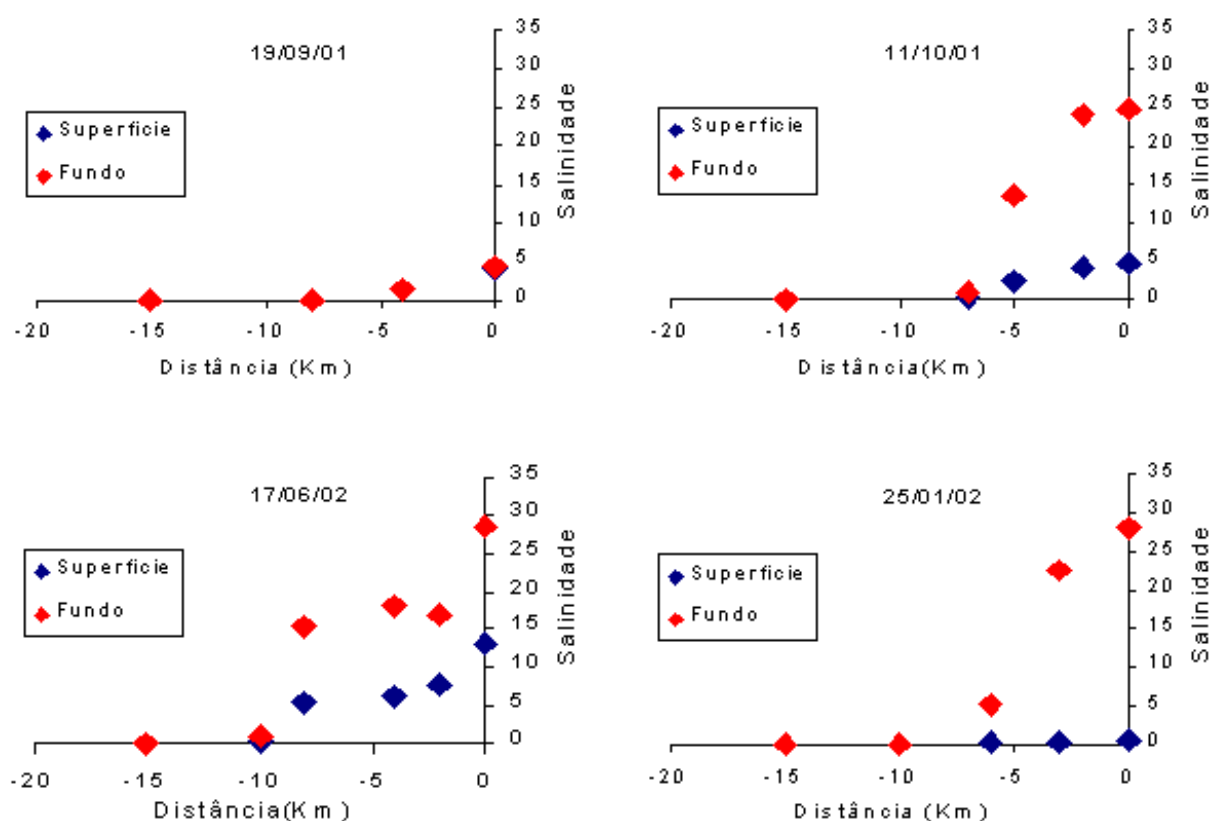 19/09/01
Superficie
Fundo
35
30
25
20
15
10
5
0
Salinidade
-20 -15 -10 -5 0
Distância (Km)
11/10/01
Superficie
Fundo
35
30
25
20
15
10
5
0
Salinidade
-20 -15 -10 -5 0
Distância(Km)
17/06/02
Superficie
Fundo
35
30
25
20
15
10
5
0
Salinidade
-20 -15 -10 -5 0
Distância(Km)
25/01/02
Superficie
Fundo
35
30
25
20
15
10
5
0
Salinidade
-20 -15 -10 -5 0
Distância (Km)